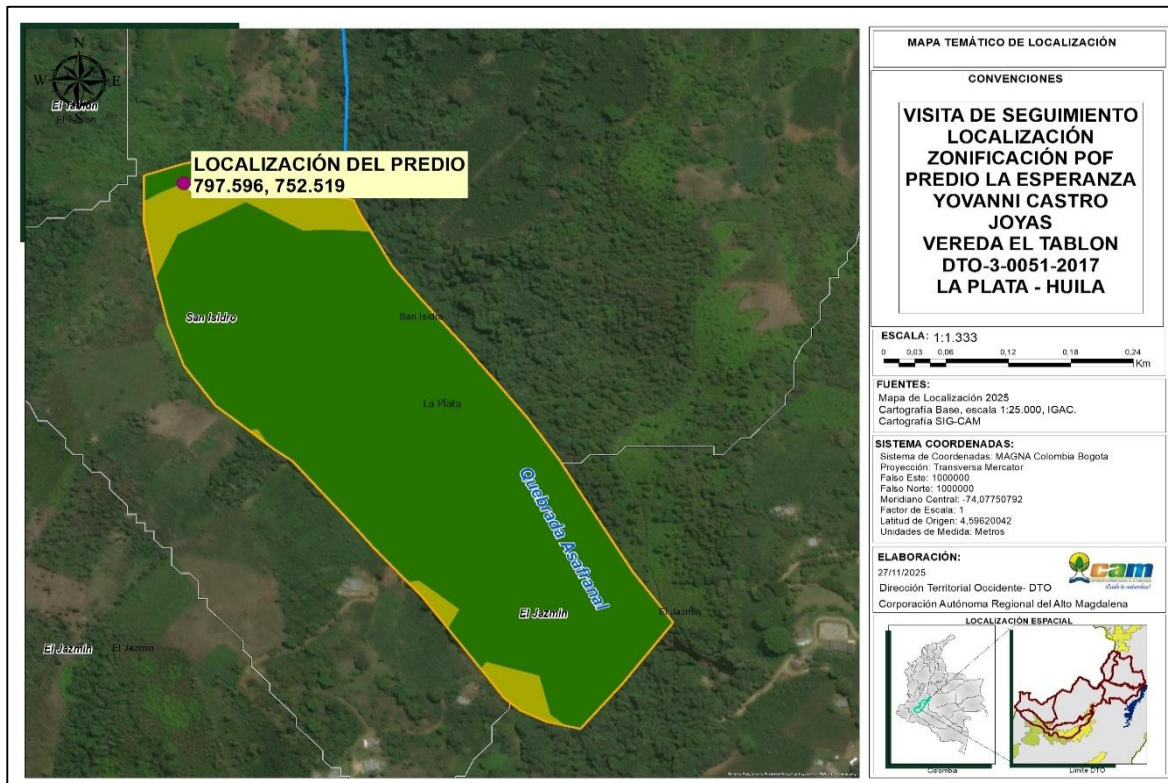 N
W E
S
El Tablon
El Tablon
LOCALIZACIÓN DEL PREDIO
797.596, 752.519
San Isidro
San Isidro
La Plata
Quebrada Asafranal
El Jazmín
El Jazmin
El Jazmín
El Jazmin
MAPA TEMÁTICO DE LOCALIZACIÓN
CONVENCIONES
VISITA DE SEGUIMIENTO
LOCALIZACIÓN
ZONIFICACIÓN POF
PREDIO LA ESPERANZA
YOVANNI CASTRO
JOYAS
VEREDA EL TABLON
DTO-3-0051-2017
LA PLATA - HUILA
ESCALA: 1:1.333
0 0,03 0,06 0,12 0,18 0,24
Km
FUENTES:
Mapa de Localización 2025
Cartografía Base, escala 1:25.000, IGAC.
Cartografía SIG-CAM
SISTEMA COORDENADAS:
Sistema de Coordenadas: MAGNA Colombia Bogota
Proyección: Transversa Mercator
Falso Este: 1000000
Falso Norte: 1000000
Meridiano Central: -74,07750792
Factor de Escala: 1
Latitud de Origen: 4,59620042
Unidades de Medida: Metros
ELABORACIÓN:
27/11/2025
Dirección Territorial Occidente- DTO
Corporación Autónoma Regional del Alto Magdalena
cam
LOCALIZACIÓN ESPACIAL
Colombia
Límite DTO